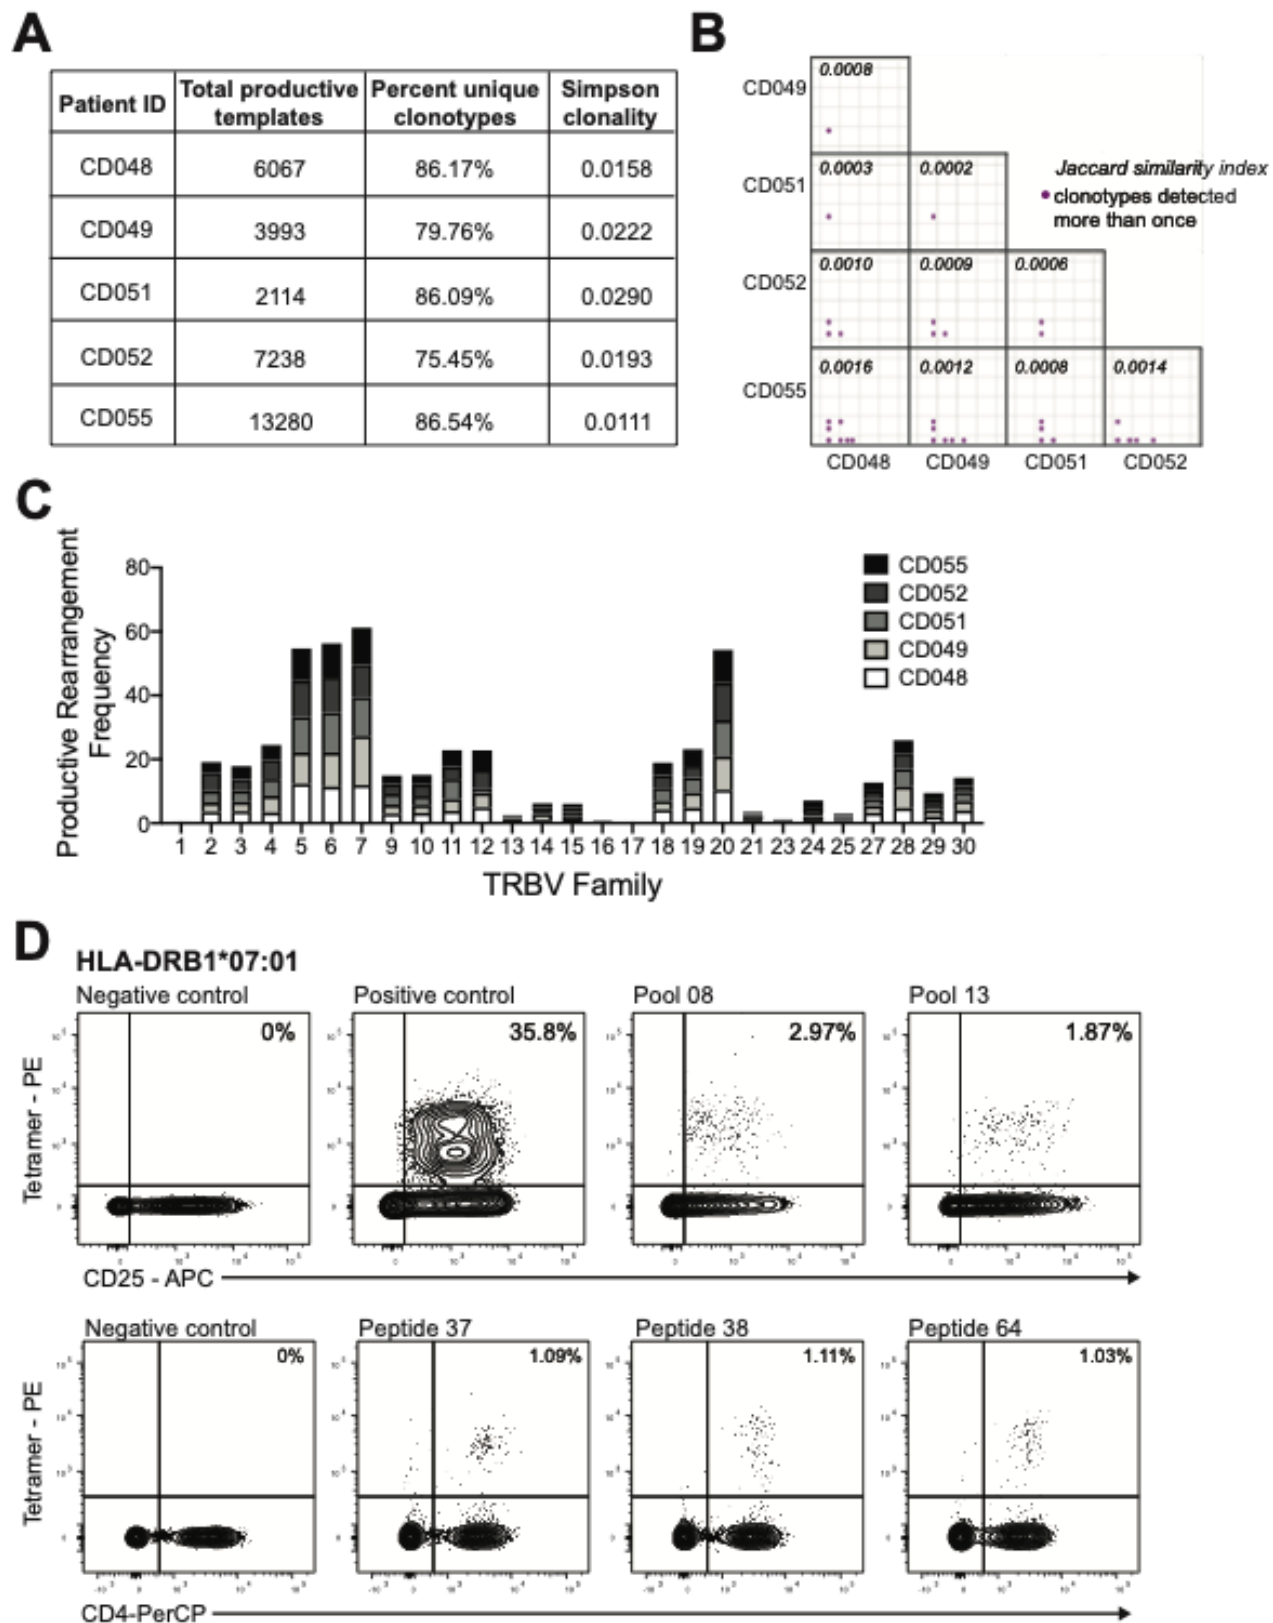 A
Patient ID Total productive templates Percent unique clonotypes Simpson clonality
CD048 6067 86.17% 0.0158
CD049 3993 79.76% 0.0222
CD051 2114 86.09% 0.0290
CD052 7238 75.45% 0.0193
CD055 13280 86.54% 0.0111
B
CD049 0.0008
CD051 0.0003 0.0002
CD052 0.0010 0.0009 0.0006
CD055 0.0016 0.0012 0.0008 0.0014
CD048 CD049 CD051 CD052
Jaccard similarity index
clonotypes detected
more than once
C
Productive Rearrangement
Frequency
80
60
40
20
0
CD055
CD052
CD051
CD049
CD048
1 2 3 4 5 6 7 9 10 11 12 13 14 15 16 17 18 19 20 21 23 24 25 27 28 29 30
TRBV Family
D
HLA-DRB1*07:01
Negative control Positive control Pool 08 Pool 13
0% 35.8% 2.97% 1.87%
Tetramer - PE
CD25 - APC
Negative control Peptide 37 Peptide 38 Peptide 64
0% 1.09% 1.11% 1.03%
Tetramer - PE
CD4-PerCP